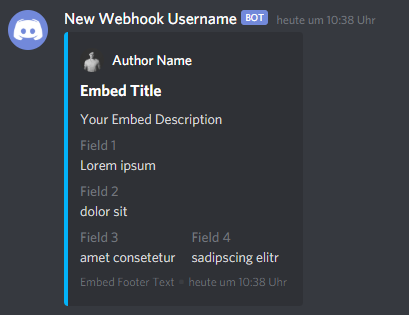 New Webhook Username BOT heute um 10:38 Uhr
Author Name
Embed Title
Your Embed Description
Field 1
Lorem ipsum
Field 2
dolor sit
Field 3 Field 4
amet consetetur sadipscing elitr
Embed Footer Text • heute um 10:38 Uhr